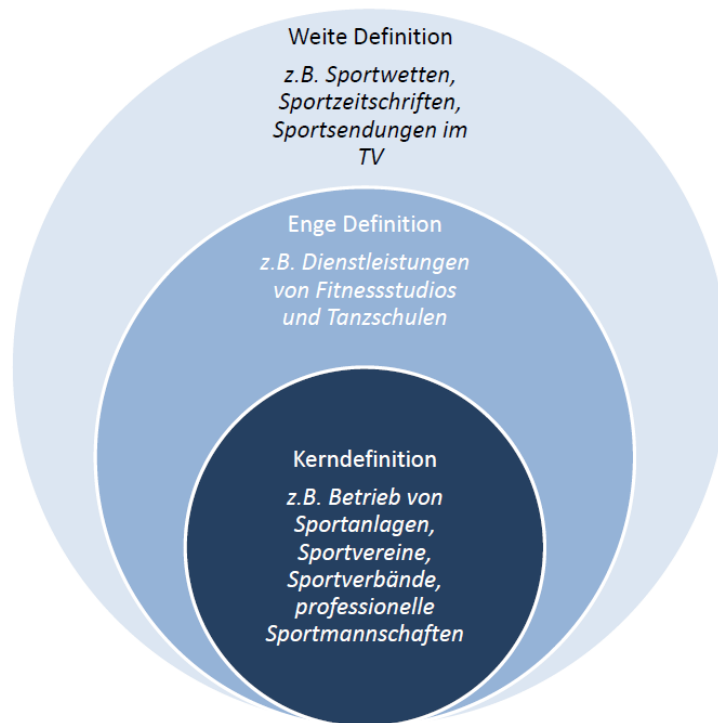 Weite Definition
z.B. Sportwetten,
Sportzeitschriften,
Sportsendungen im
TV
Enge Definition
z.B. Dienstleistungen
von Fitnessstudios
und Tanzschulen
Kerndefinition
z.B. Betrieb von
Sportanlagen,
Sportvereine,
Sportverbände,
professionelle
Sportmannschaften